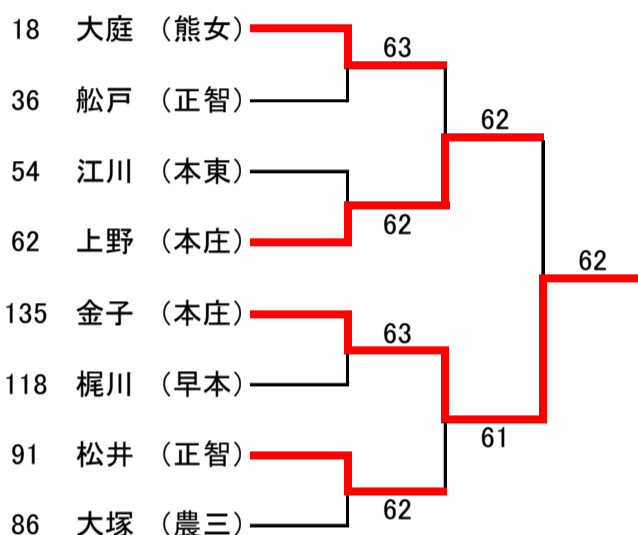 18 大庭 （熊女）
63
36 舩戸 （正智）
62
54 江川 （本東）
62
62 上野 （本庄）
62
135 金子 （本庄）
63
118 梶川 （早本）
61
91 松井 （正智）
62
86 大塚 （農三）